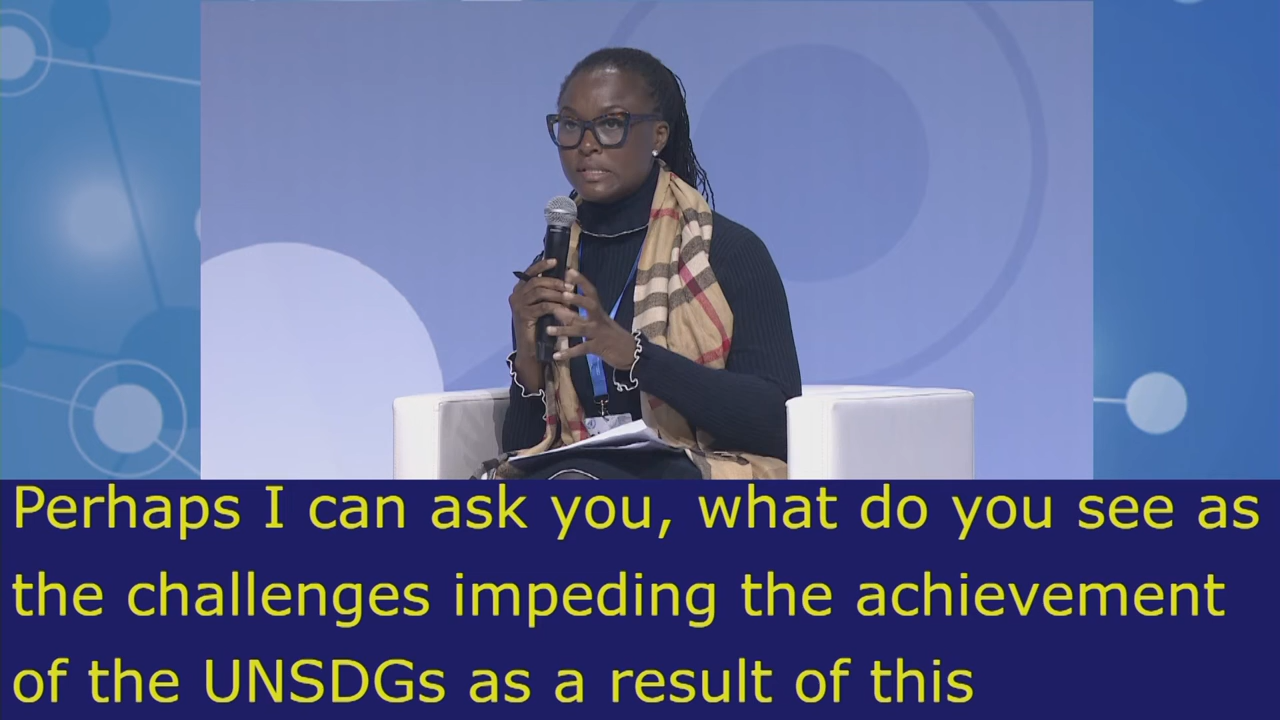 Perhaps I can ask you, what do you see as
the challenges impeding the achievement
of the UNSDGs as a result of this